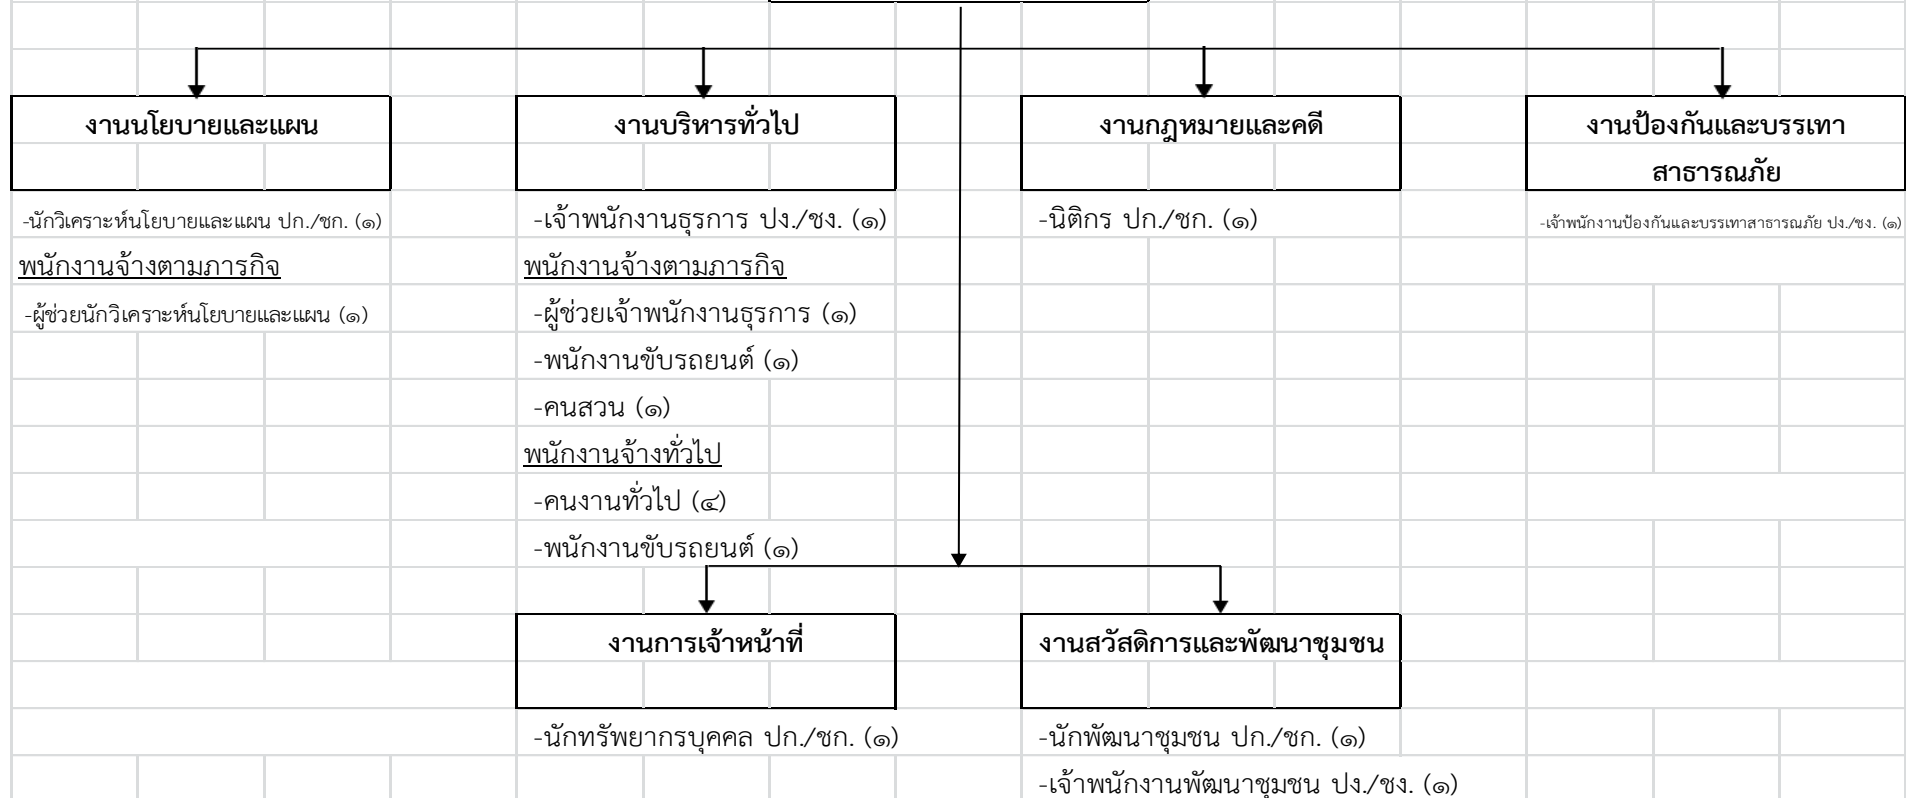 งานนโยบายและแผน
งานบริหารทั่วไป
งานกฎหมายและคดี
งานป้องกันและบรรเทา
สาธารณภัย
-นักวิเคราะห์นโยบายและแผน ปก./ชก. (๑)
พนักงานจ้างตามภารกิจ
-ผู้ช่วยนักวิเคราะห์นโยบายและแผน (๑)
-เจ้าพนักงานธุรการ ปง./ชง. (๑)
พนักงานจ้างตามภารกิจ
-ผู้ช่วยเจ้าพนักงานธุรการ (๑)
-พนักงานขับรถยนต์ (๑)
-คนสวน (๑)
พนักงานจ้างทั่วไป
-คนงานทั่วไป (๔)
-พนักงานขับรถยนต์ (๑)
-นิติกร ปก./ชก. (๑)
-เจ้าพนักงานป้องกันและบรรเทาสาธารณภัย ปง./ชง. (๑)
งานการเจ้าหน้าที่
-นักทรัพยากรบุคคล ปก./ชก. (๑)
งานสวัสดิการและพัฒนาชุมชน
-นักพัฒนาชุมชน ปก./ชก. (๑)
-เจ้าพนักงานพัฒนาชุมชน ปง./ชง. (๑)